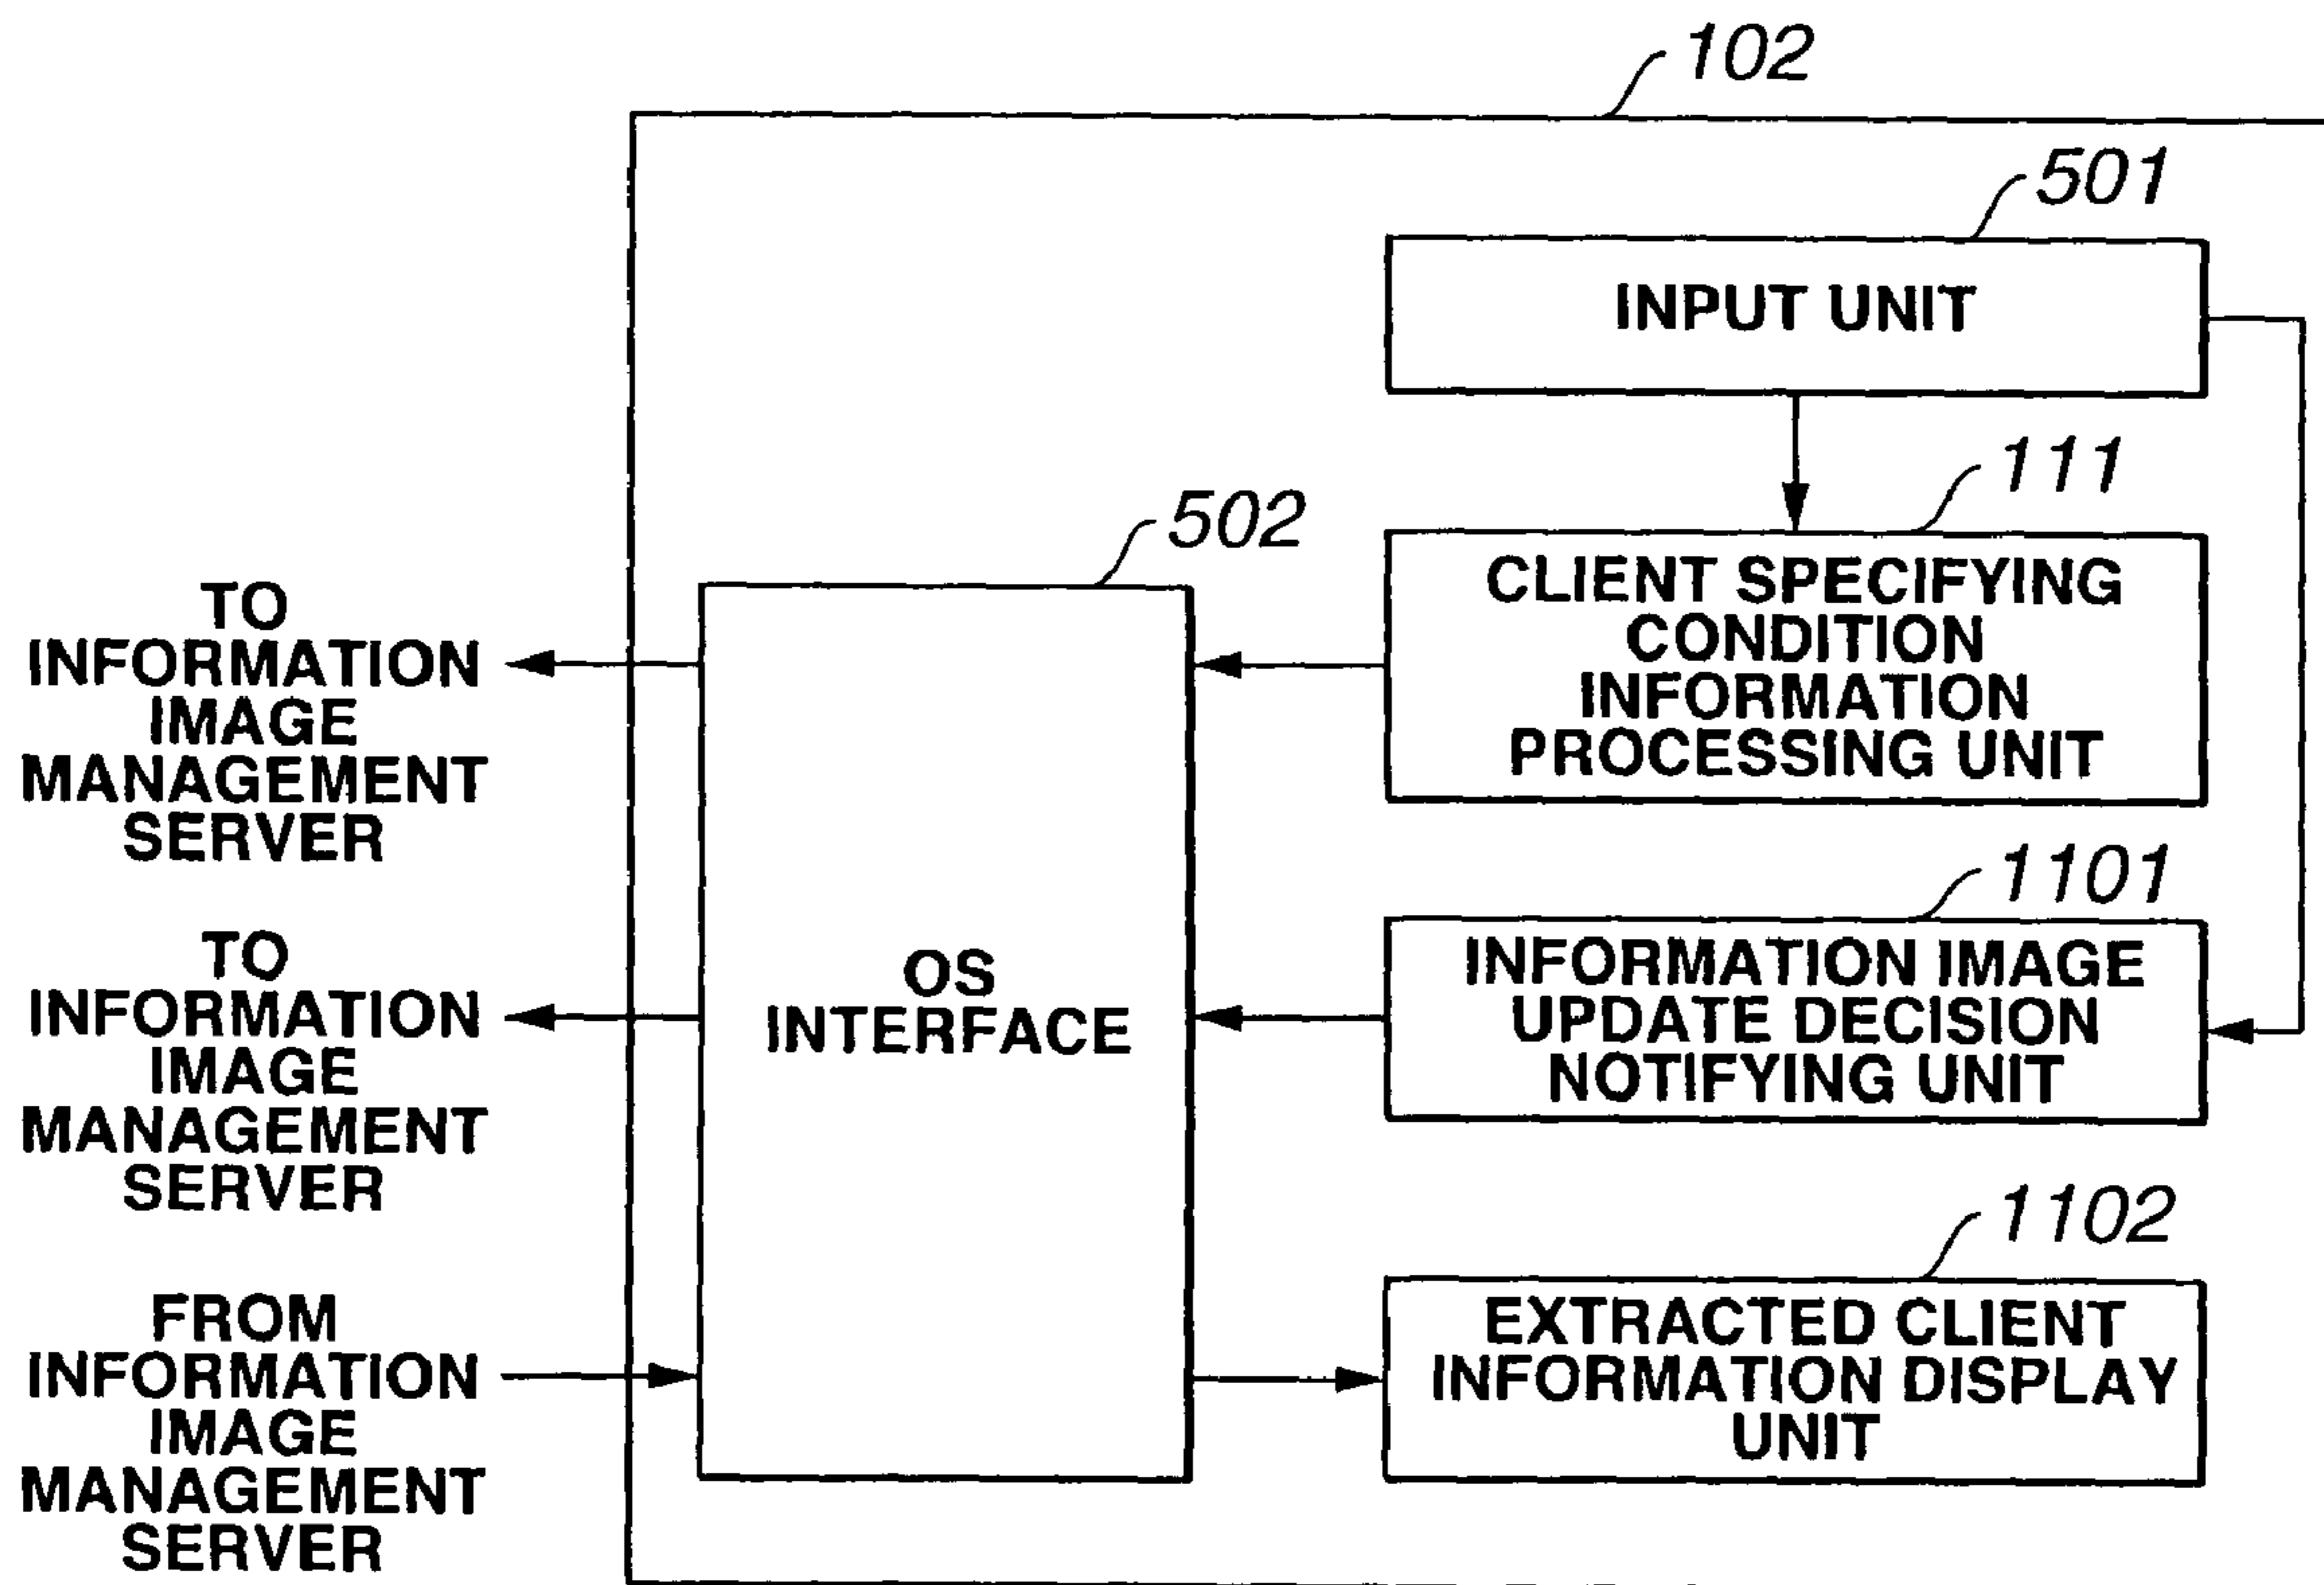 102
501
INPUT UNIT
111
CLIENT SPECIFYING
CONDITION
INFORMATION
PROCESSING UNIT
502
OS
INTERFACE
1101
INFORMATION IMAGE
UPDATE DECISION
NOTIFYING UNIT
1102
EXTRACTED CLIENT
INFORMATION DISPLAY
UNIT
TO
INFORMATION
IMAGE
MANAGEMENT
SERVER
TO
INFORMATION
IMAGE
MANAGEMENT
SERVER
FROM
INFORMATION
IMAGE
MANAGEMENT
SERVER